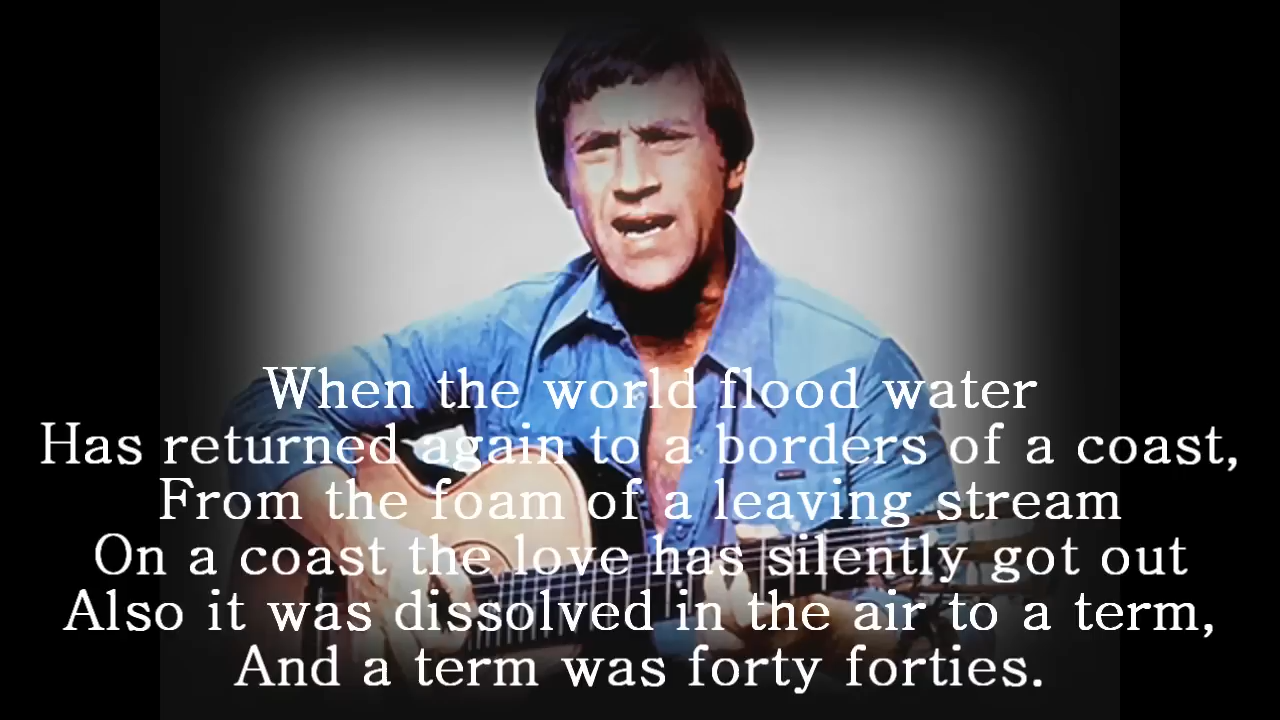 When the world flood water
Has returned again to a borders of a coast,
From the foam of a leaving stream
On a coast the love has silently got out
Also it was dissolved in the air to a term,
And a term was forty forties.